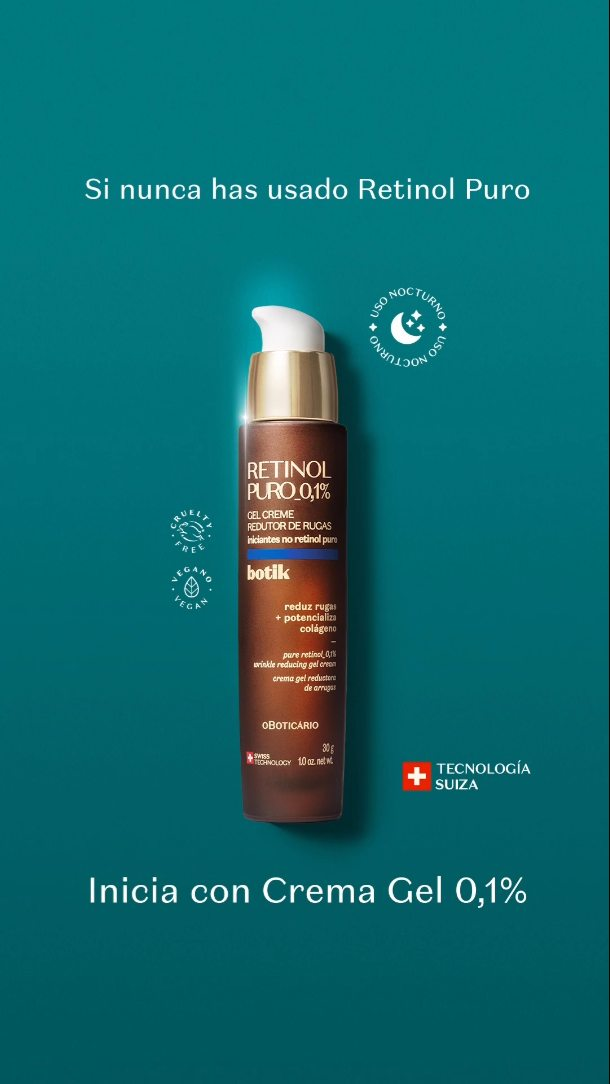 Si nunca has usado Retinol Puro
USO NOCTURNO
USO NOCTURNO
RETINOL
PURO_0,1%
GEL CREME
REDUTOR DE RUGAS
iniciantes no retinol puro
CRUELTY
FREE
botik
VEGANO
VEGAN
reduz rugas
+ potencializa
colágeno
pure retinol_0,1%
wrinkle reducing gel cream
crema gel reductora
de arrugas
oBOTICÁRIO
30 g
SWISS
TECHNOLOGY
1.0 oz. net wt.
TECNOLOGÍA
SUIZA
Inicia con Crema Gel 0,1%